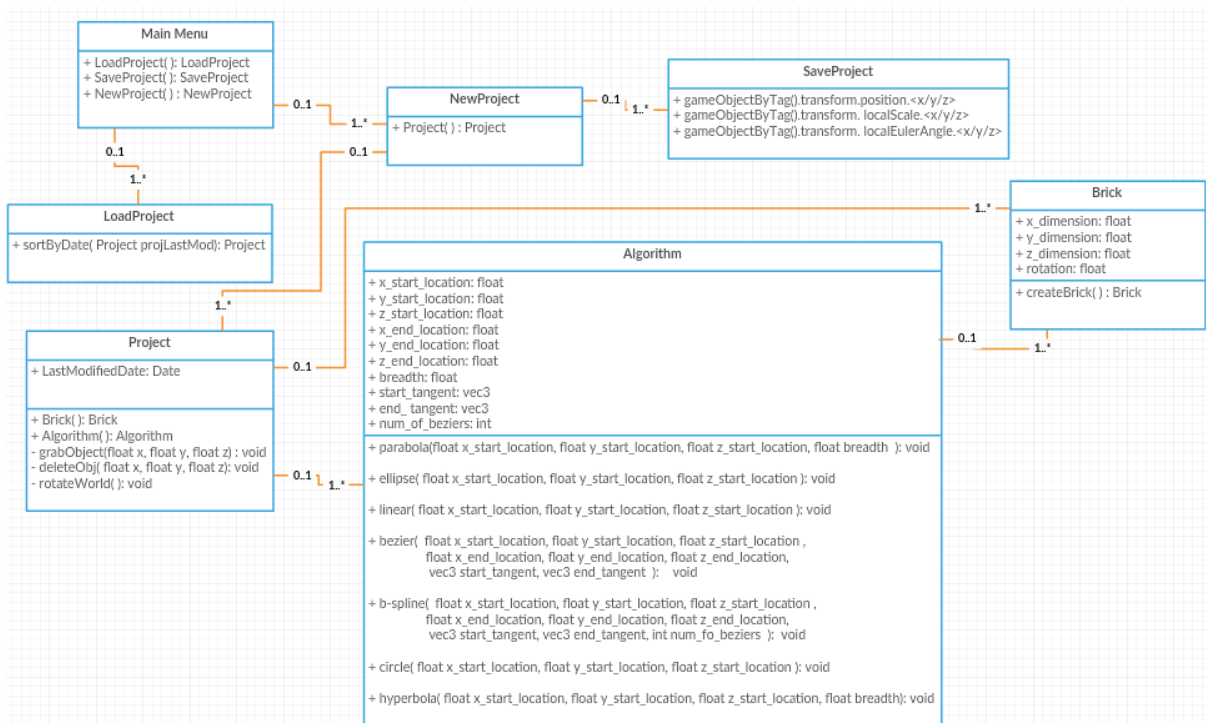 Main Menu
+ LoadProject( ): LoadProject
+ SaveProject( ): SaveProject
+ NewProject( ) : NewProject
0..1
1..*
0..1
1..*
NewProject
+ Project( ) : Project
0..1
1..*
0..1
1..*
SaveProject
+ gameObjectByTag().transform.position.<x/y/z>
+ gameObjectByTag().transform. localScale.<x/y/z>
+ gameObjectByTag().transform. localEulerAngle.<x/y/z>
LoadProject
+ sortByDate( Project projLastMod): Project
Brick
+ x_dimension: float
+ y_dimension: float
+ z_dimension: float
+ rotation: float
+ createBrick( ) : Brick
1..*
0..1
0..1
1..*
Project
+ LastModifiedDate: Date
+ Brick( ): Brick
+ Algorithm( ): Algorithm
- grabObject(float x, float y, float z) : void
- deleteObj( float x, float y, float z): void
- rotateWorld( ): void
0..1
1..*
Algorithm
+ x_start_location: float
+ y_start_location: float
+ z_start_location: float
+ x_end_location: float
+ y_end_location: float
+ z_end_location: float
+ breadth: float
+ start_tangent: vec3
+ end_ tangent: vec3
+ num_of_beziers: int
+ parabola(float x_start_location, float y_start_location, float z_start_location, float breadth ): void
+ ellipse( float x_start_location, float y_start_location, float z_start_location ): void
+ linear( float x_start_location, float y_start_location, float z_start_location ): void
+ bezier( float x_start_location, float y_start_location, float z_start_location ,
float x_end_location, float y_end_location, float z_end_location,
vec3 start_tangent, vec3 end_tangent ): void
+ b-spline( float x_start_location, float y_start_location, float z_start_location ,
float x_end_location, float y_end_location, float z_end_location,
vec3 start_tangent, vec3 end_tangent, int num_fo_beziers ): void
+ circle( float x_start_location, float y_start_location, float z_start_location ): void
+ hyperbola( float x_start_location, float y_start_location, float z_start_location, float breadth): void